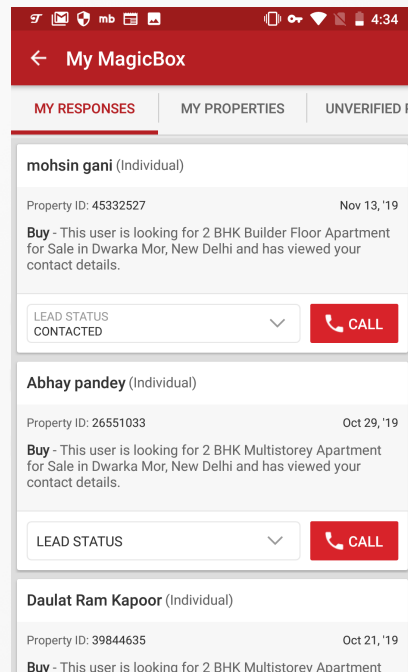 mb
4:34
My MagicBox
MY RESPONSES
MY PROPERTIES
UNVERIFIED
mohsin gani (Individual)
Property ID: 45332527
Nov 13, '19
Buy - This user is looking for 2 BHK Builder Floor Apartment
for Sale in Dwarka Mor, New Delhi and has viewed your
contact details.
LEAD STATUS
CONTACTED
CALL
Abhay pandey (Individual)
Property ID: 26551033
Oct 29, '19
Buy - This user is looking for 2 BHK Multistorey Apartment
for Sale in Dwarka Mor, New Delhi and has viewed your
contact details.
LEAD STATUS
CALL
Daulat Ram Kapoor (Individual)
Property ID: 39844635
Oct 21, '19
Buy - This user is looking for 2 BHK Multistorey Apartment